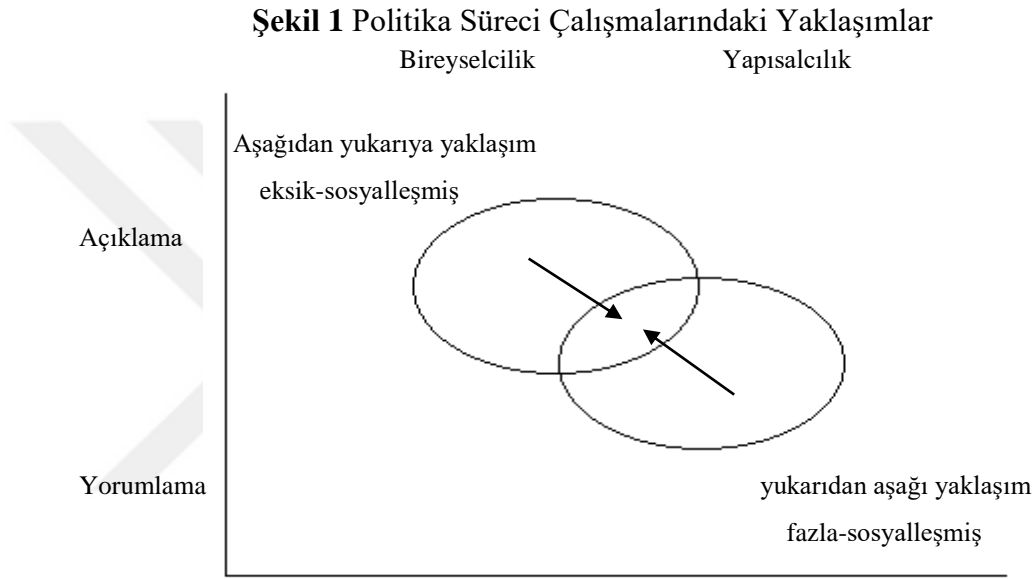 Şekil 1 Politika Süreci Çalışmalarındaki Yaklaşımlar
Bireyselcilik Yapısalcılık
Aşağıdan yukarıya yaklaşım
eksik-sosyalleşmiş
Açıklama
Yorumlama
yukarıdan aşağı yaklaşım
fazla-sosyalleşmiş